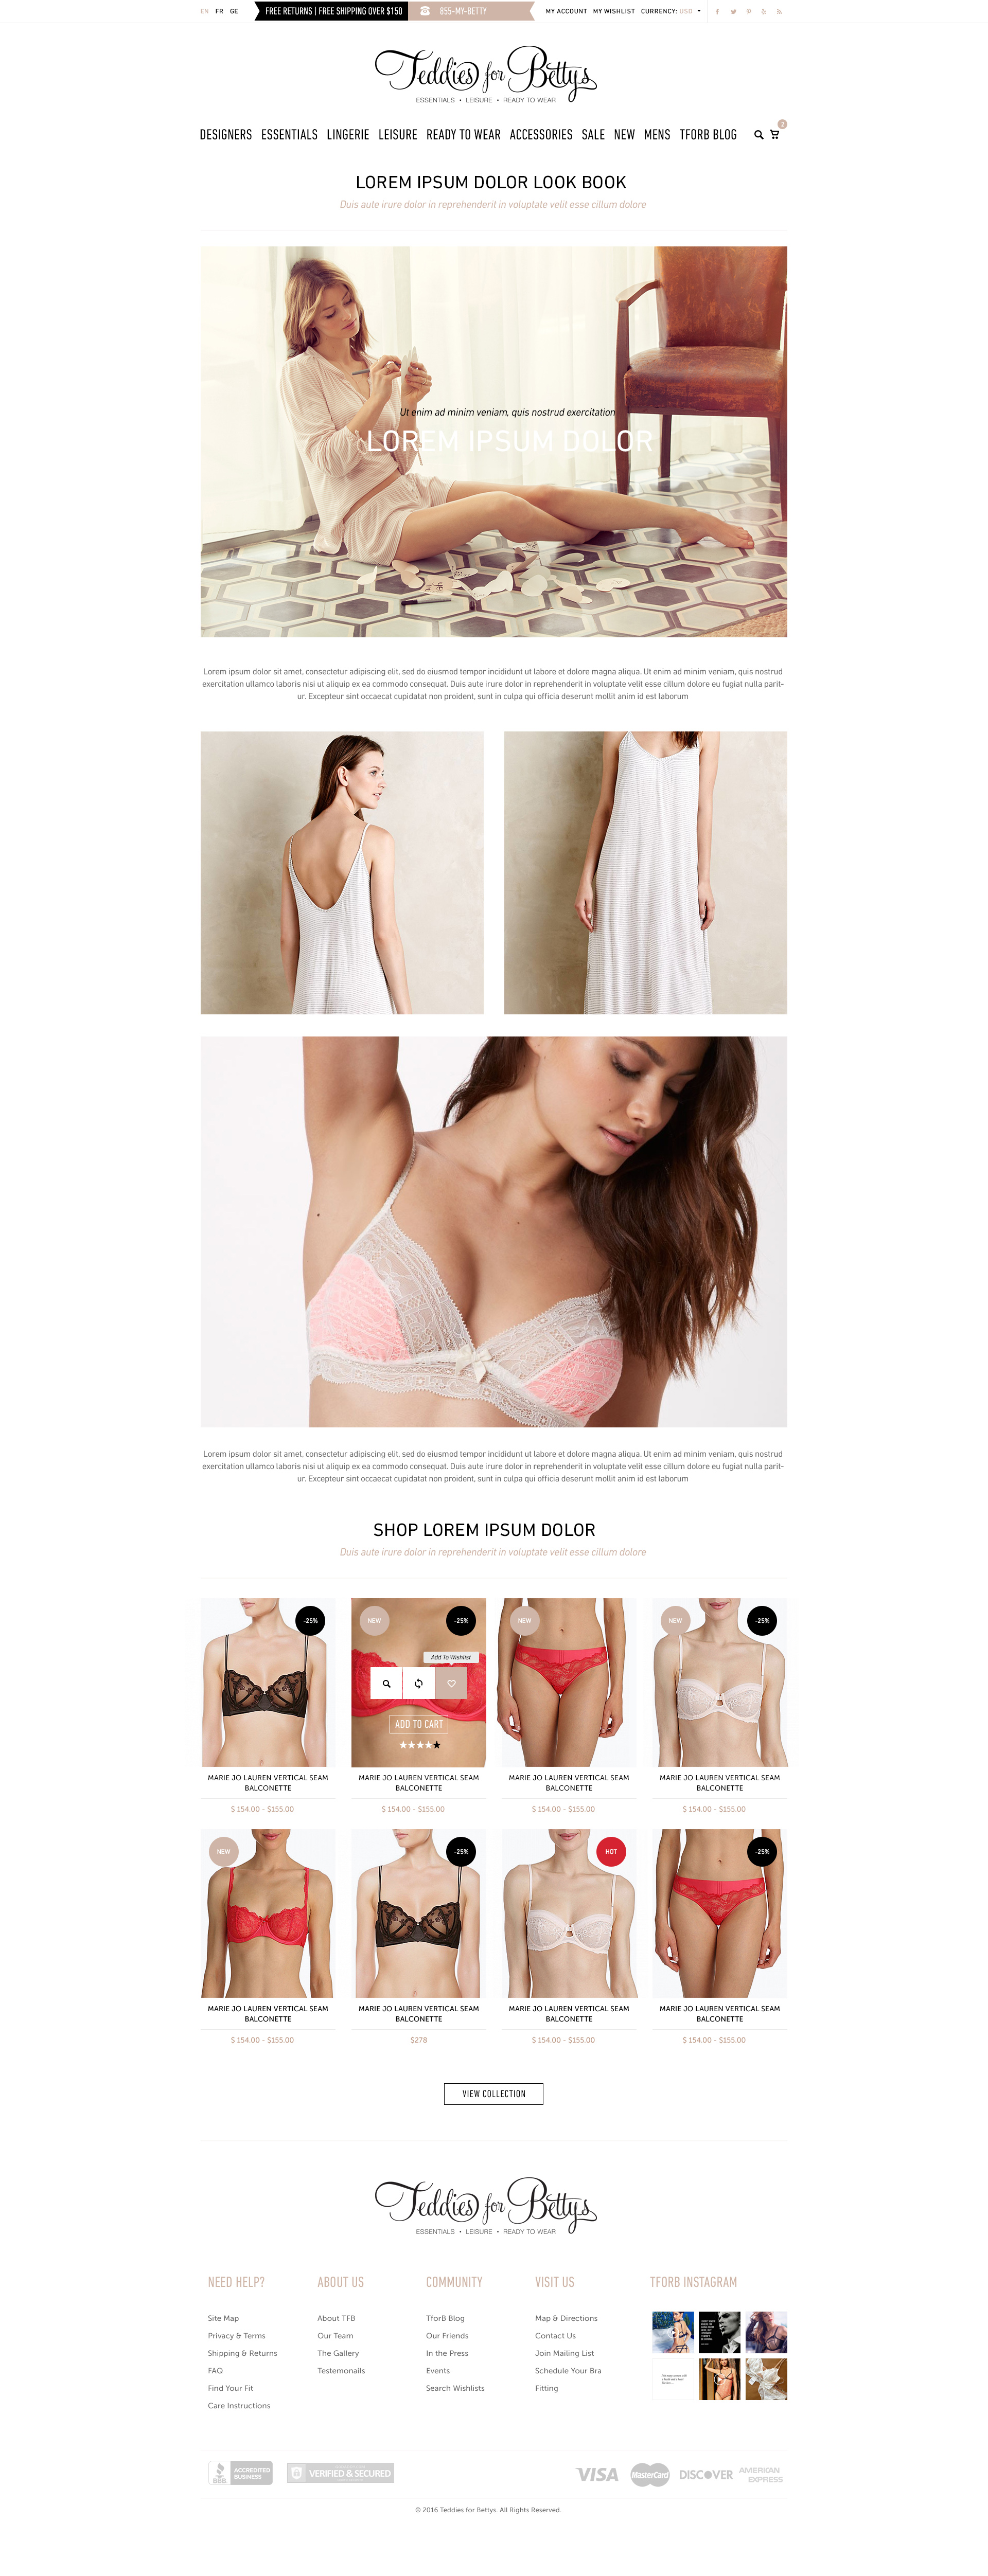 EN FR GE
FREE RETURNS | FREE SHIPPING OVER $150
855-MY-BETTY
MY ACCOUNT MY WISHLIST CURRENCY: USD
Teddies for Bettys
ESSENTIALS • LEISURE • READY TO WEAR
DESIGNERS ESSENTIALS LINGERIE LEISURE READY TO WEAR ACCESSORIES SALE NEW MENS TFORB BLOG
LOREM IPSUM DOLOR LOOK BOOK
Duis aute irure dolor in reprehenderit in voluptate velit esse cillum dolore
Ut enim ad minim veniam, quis nostrud exercitation
LOREM IPSUM DOLOR
Lorem ipsum dolor sit amet, consectetur adipiscing elit, sed do eiusmod tempor incididunt ut labore et dolore magna aliqua. Ut enim ad minim veniam, quis nostrud
exercitation ullamco laboris nisi ut aliquip ex ea commodo consequat. Duis aute irure dolor in reprehenderit in voluptate velit esse cillum dolore eu fugiat nulla parit-
ur. Excepteur sint occaecat cupidatat non proident, sunt in culpa qui officia deserunt mollit anim id est laborum
Lorem ipsum dolor sit amet, consectetur adipiscing elit, sed do eiusmod tempor incididunt ut labore et dolore magna aliqua. Ut enim ad minim veniam, quis nostrud
exercitation ullamco laboris nisi ut aliquip ex ea commodo consequat. Duis aute irure dolor in reprehenderit in voluptate velit esse cillum dolore eu fugiat nulla parit-
ur. Excepteur sint occaecat cupidatat non proident, sunt in culpa qui officia deserunt mollit anim id est laborum
SHOP LOREM IPSUM DOLOR
Duis aute irure dolor in reprehenderit in voluptate velit esse cillum dolore
-25%
MARIE JO LAUREN VERTICAL SEAM
BALCONETTE
$ 154.00 - $155.00
NEW
-25%
Add To Wishlist
ADD TO CART
MARIE JO LAUREN VERTICAL SEAM
BALCONETTE
$ 154.00 - $155.00
NEW
MARIE JO LAUREN VERTICAL SEAM
BALCONETTE
$ 154.00 - $155.00
NEW
-25%
MARIE JO LAUREN VERTICAL SEAM
BALCONETTE
$ 154.00 - $155.00
NEW
MARIE JO LAUREN VERTICAL SEAM
BALCONETTE
$ 154.00 - $155.00
-25%
MARIE JO LAUREN VERTICAL SEAM
BALCONETTE
$278
HOT
MARIE JO LAUREN VERTICAL SEAM
BALCONETTE
$ 154.00 - $155.00
-25%
MARIE JO LAUREN VERTICAL SEAM
BALCONETTE
$ 154.00 - $155.00
VIEW COLLECTION
Teddies for Bettys
ESSENTIALS • LEISURE • READY TO WEAR
NEED HELP?
Site Map
Privacy & Terms
Shipping & Returns
FAQ
Find Your Fit
Care Instructions
ABOUT US
About TFB
Our Team
The Gallery
Testemonails
COMMUNITY
TforB Blog
Our Friends
In the Press
Events
Search Wishlists
VISIT US
Map & Directions
Contact Us
Join Mailing List
Schedule Your Bra
Fitting
TFORB INSTAGRAM
BBB
ACCREDITED
BUSINESS
VERIFIED & SECURED
VISA
MasterCard
DISCOVER
AMERICAN
EXPRESS
© 2016 Teddies for Bettys. All Rights Reserved.